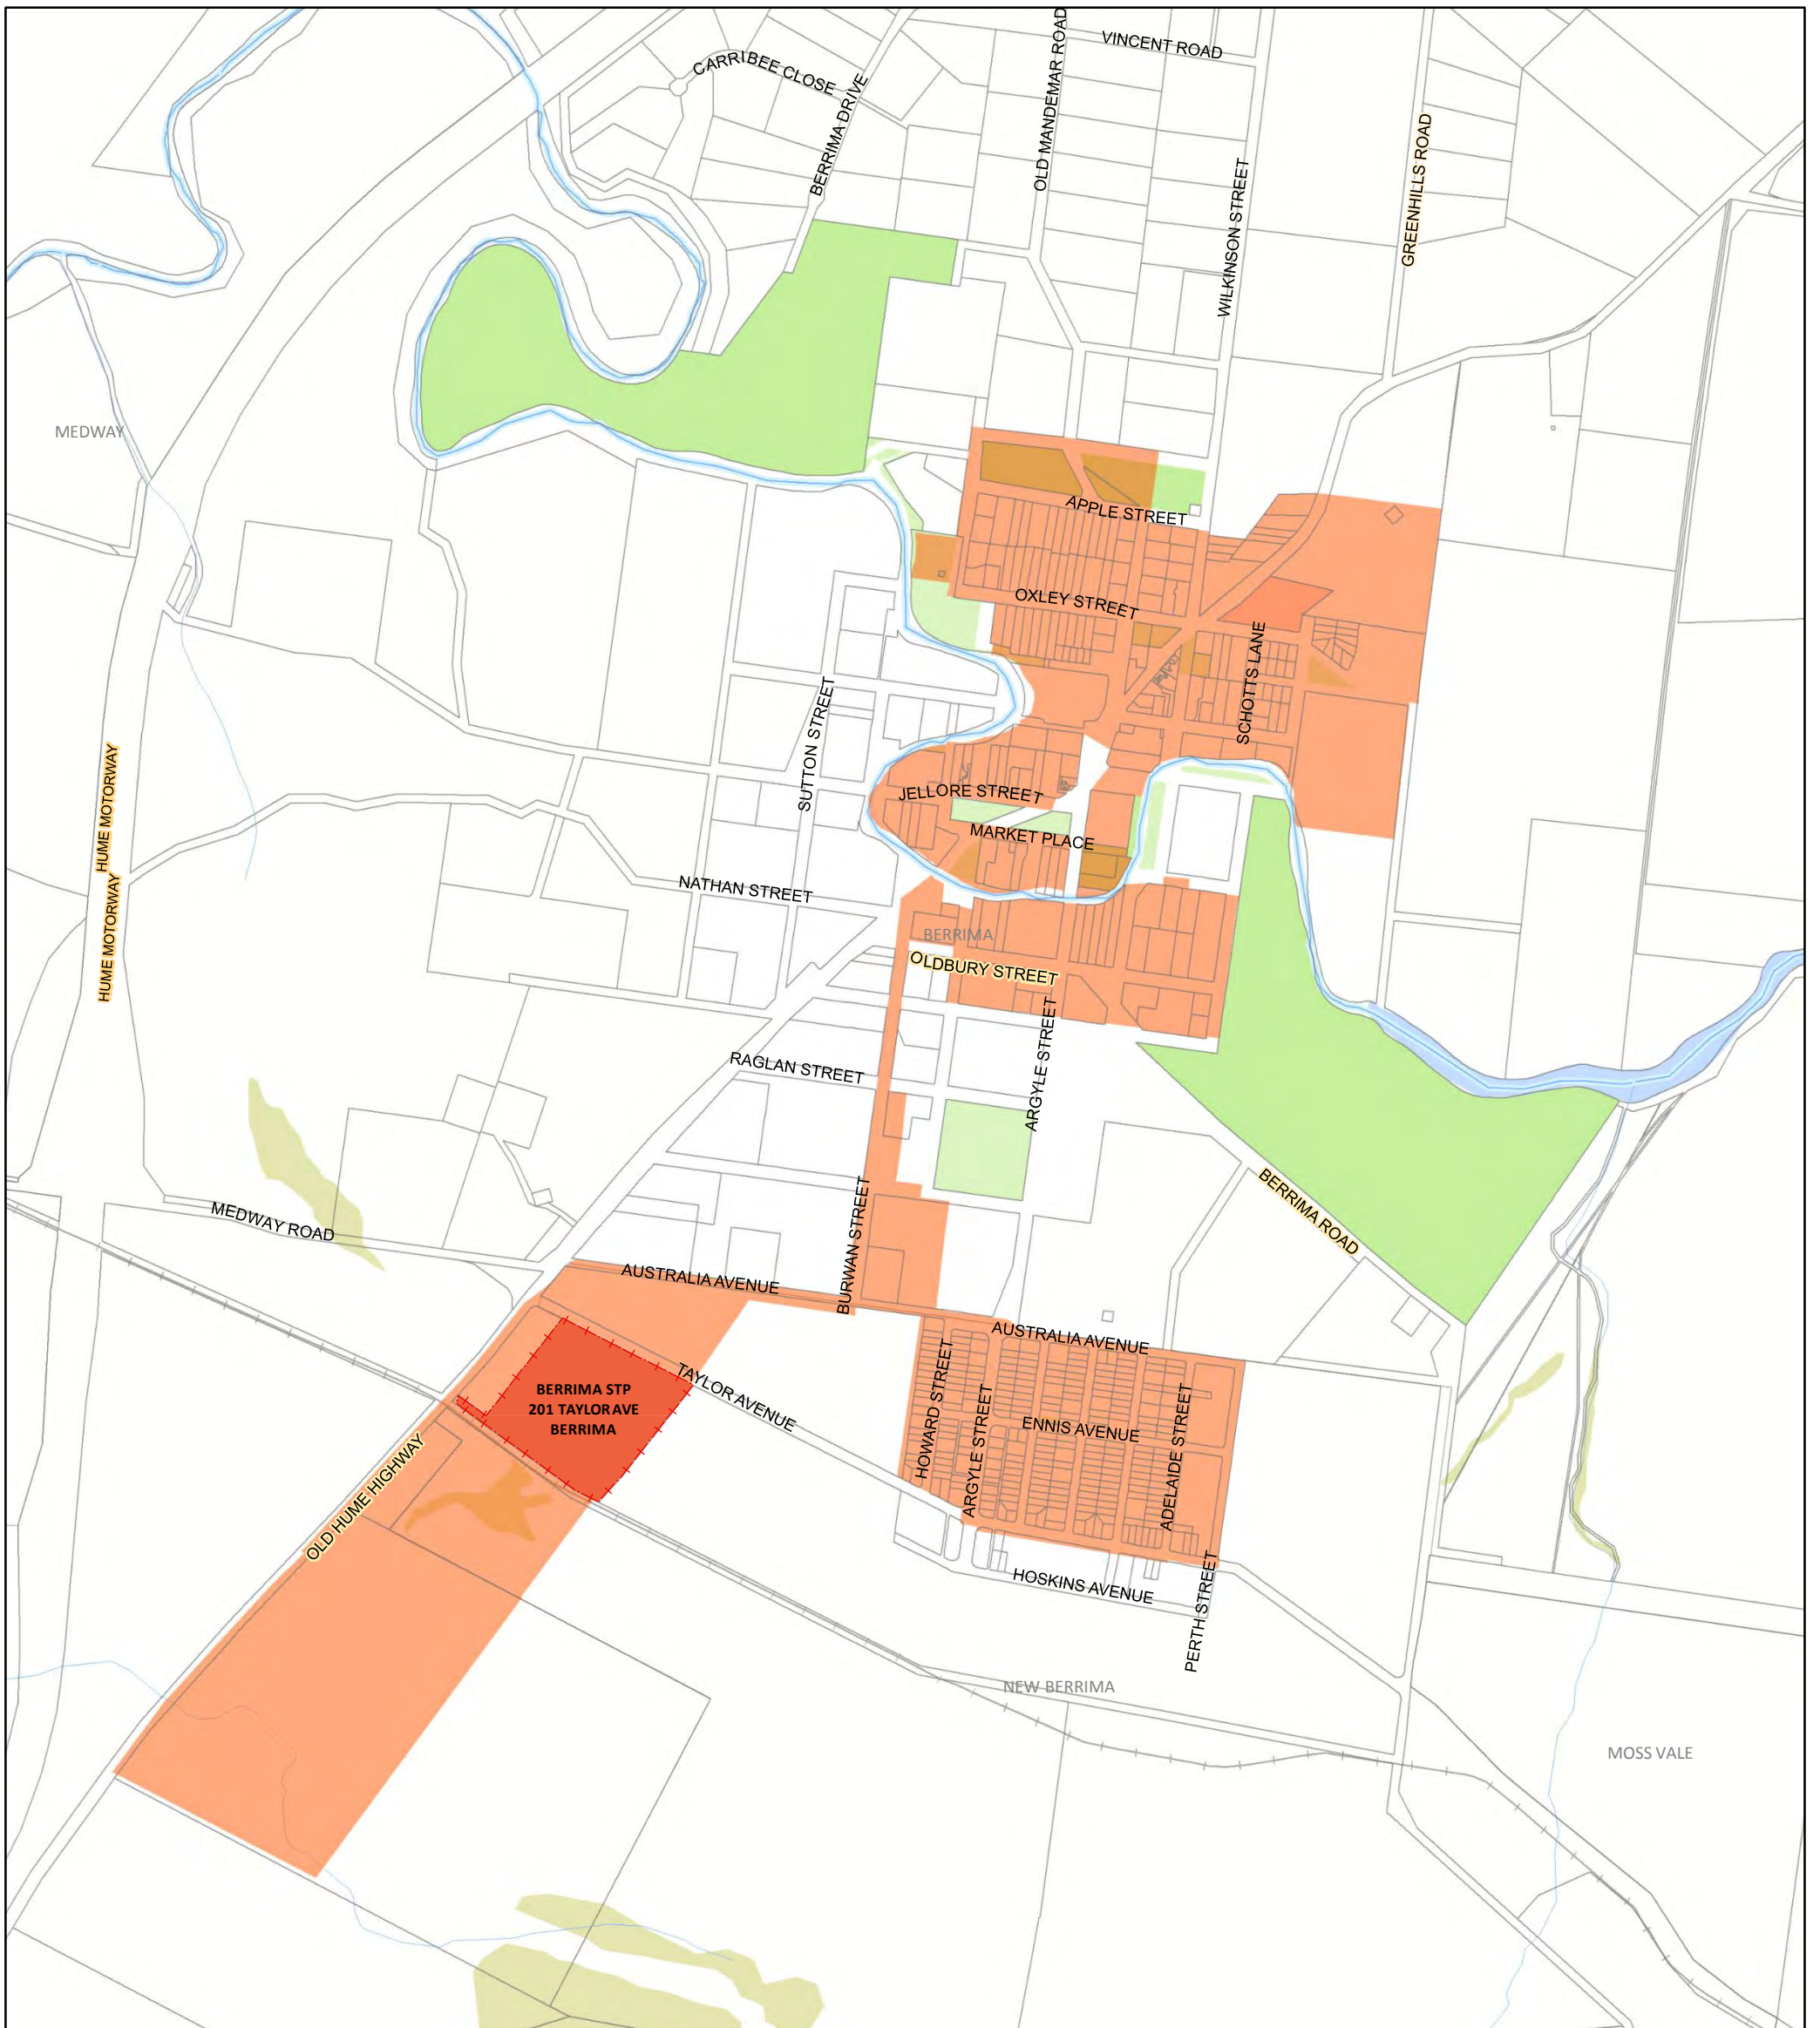 VINCENT ROAD
CARRIBEE CLOSE
BERRIMA DRIVE
OLD MANDEMAR ROAD
WILKINSON STREET
GREENHILLS ROAD
MEDWAY
APPLE STREET
OXLEY STREET
SCHOTTS LANE
SUTTON STREET
JELLORE STREET
MARKET PLACE
HUME MOTORWAY
HUME MOTORWAY
NATHAN STREET
BERRIMA
OLDBURY STREET
ARGYLE STREET
RAGLAN STREET
BERRIMA ROAD
MEDWAY ROAD
BURWAN STREET
AUSTRALIA AVENUE
AUSTRALIA AVENUE
TAYLOR AVENUE
BERRIMA STP
201 TAYLOR AVE
BERRIMA
HOWARD STREET
ARGYLE STREET
ENNIS AVENUE
ADELAIDE STREET
OLD HUME HIGHWAY
HOSKINS AVENUE
PERTH STREET
NEW BERRIMA
MOSS VALE